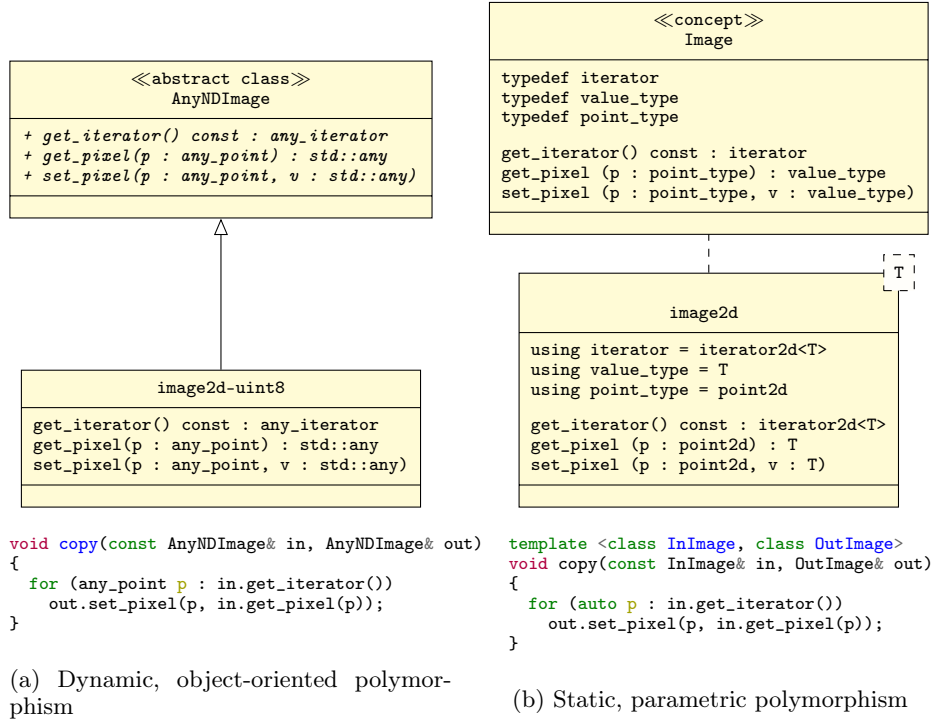 ≪abstract class≫
AnyNDImage
+ get_iterator() const : any_iterator
+ get_pixel(p : any_point) : std::any
+ set_pixel(p : any_point, v : std::any)
image2d-uint8
get_iterator() const : any_iterator
get_pixel(p : any_point) : std::any
set_pixel(p : any_point, v : std::any)
void copy(const AnyNDImage& in, AnyNDImage& out)
{
  for (any_point p : in.get_iterator())
    out.set_pixel(p, in.get_pixel(p));
}
(a) Dynamic, object-oriented polymor-
phism
≪concept≫
Image
typedef iterator
typedef value_type
typedef point_type
get_iterator() const : iterator
get_pixel (p : point_type) : value_type
set_pixel (p : point_type, v : value_type)
T
image2d
using iterator = iterator2d<T>
using value_type = T
using point_type = point2d
get_iterator() const : iterator2d<T>
get_pixel (p : point2d) : T
set_pixel (p : point2d, v : T)
template <class InImage, class OutImage>
void copy(const InImage& in, OutImage& out)
{
  for (auto p : in.get_iterator())
    out.set_pixel(p, in.get_pixel(p));
}
(b) Static, parametric polymorphism